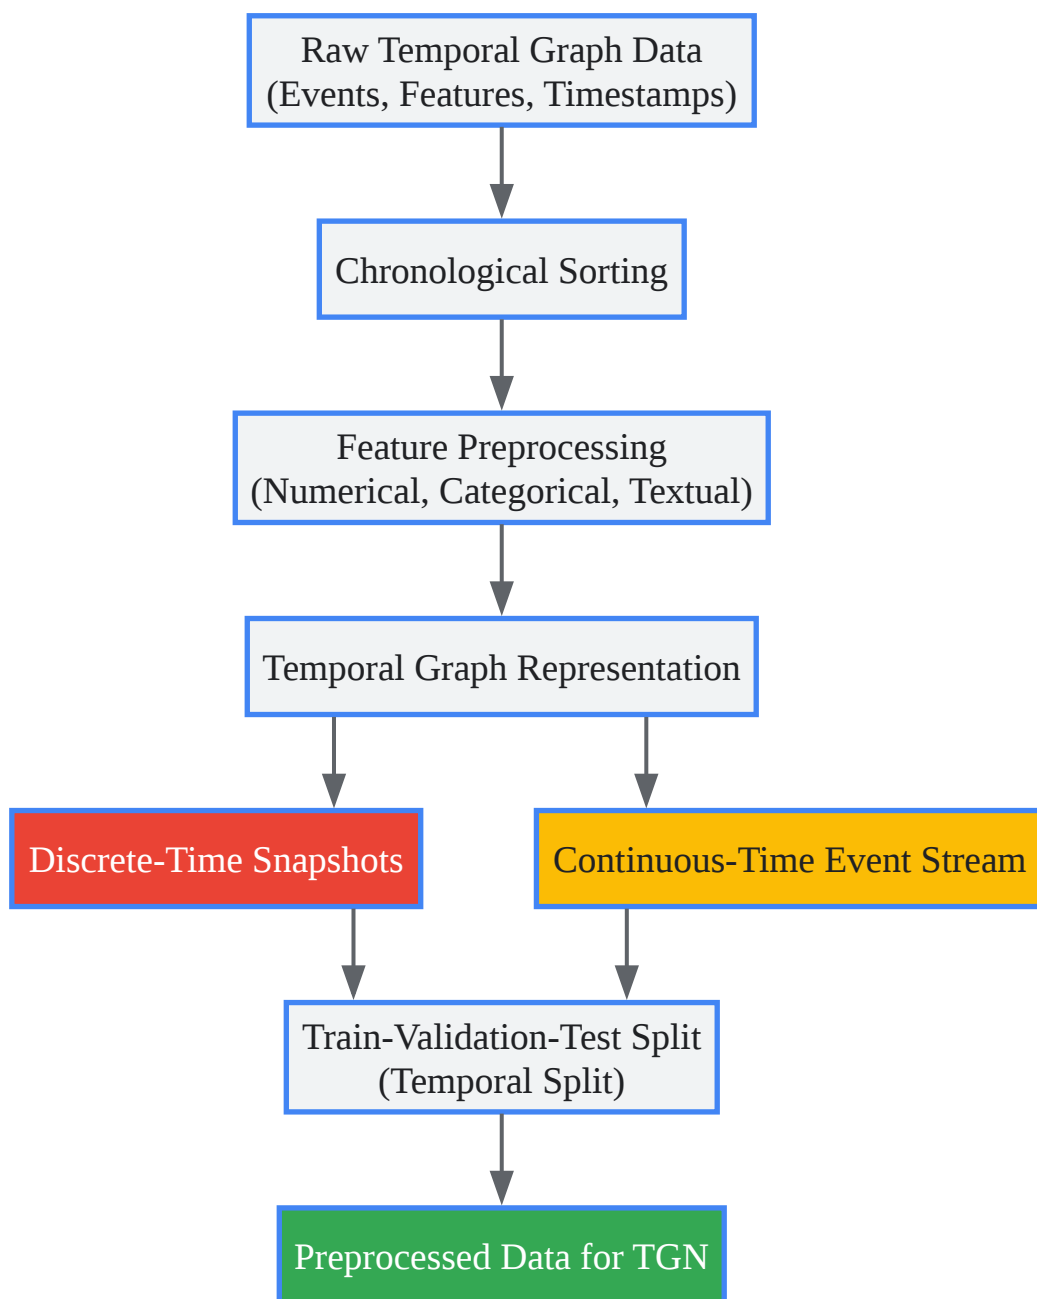 Raw Temporal Graph Data
(Events, Features, Timestamps)
Chronological Sorting
Feature Preprocessing
(Numerical, Categorical, Textual)
Temporal Graph Representation
Discrete-Time Snapshots
Continuous-Time Event Stream
Train-Validation-Test Split
(Temporal Split)
Preprocessed Data for TGN